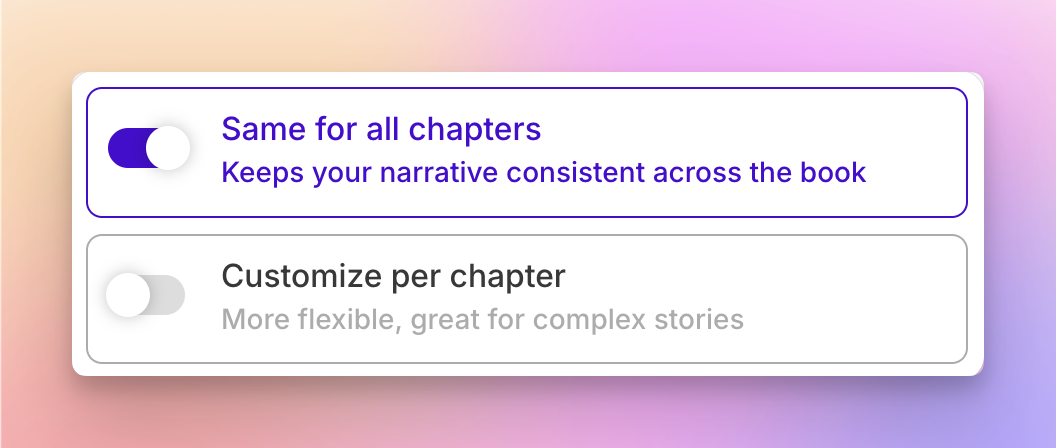 Same for all chapters
Keeps your narrative consistent across the book
Customize per chapter
More flexible, great for complex stories